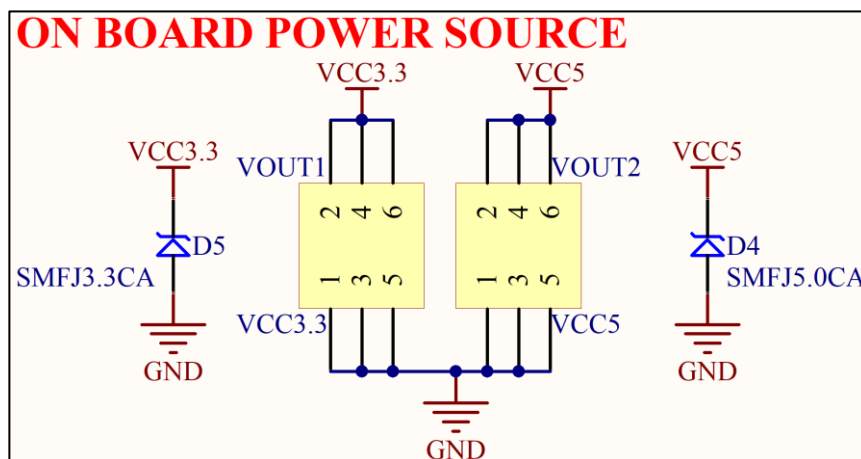 ON BOARD POWER SOURCE
VCC3.3
VCC5
VCC3.3
VOUT1
VOUT2
VCC5
2 4 6
2 4 6
D5
D4
SMFJ3.3CA
SMFJ5.0CA
1 3 5
1 3 5
VCC3.3
VCC5
GND
GND
GND